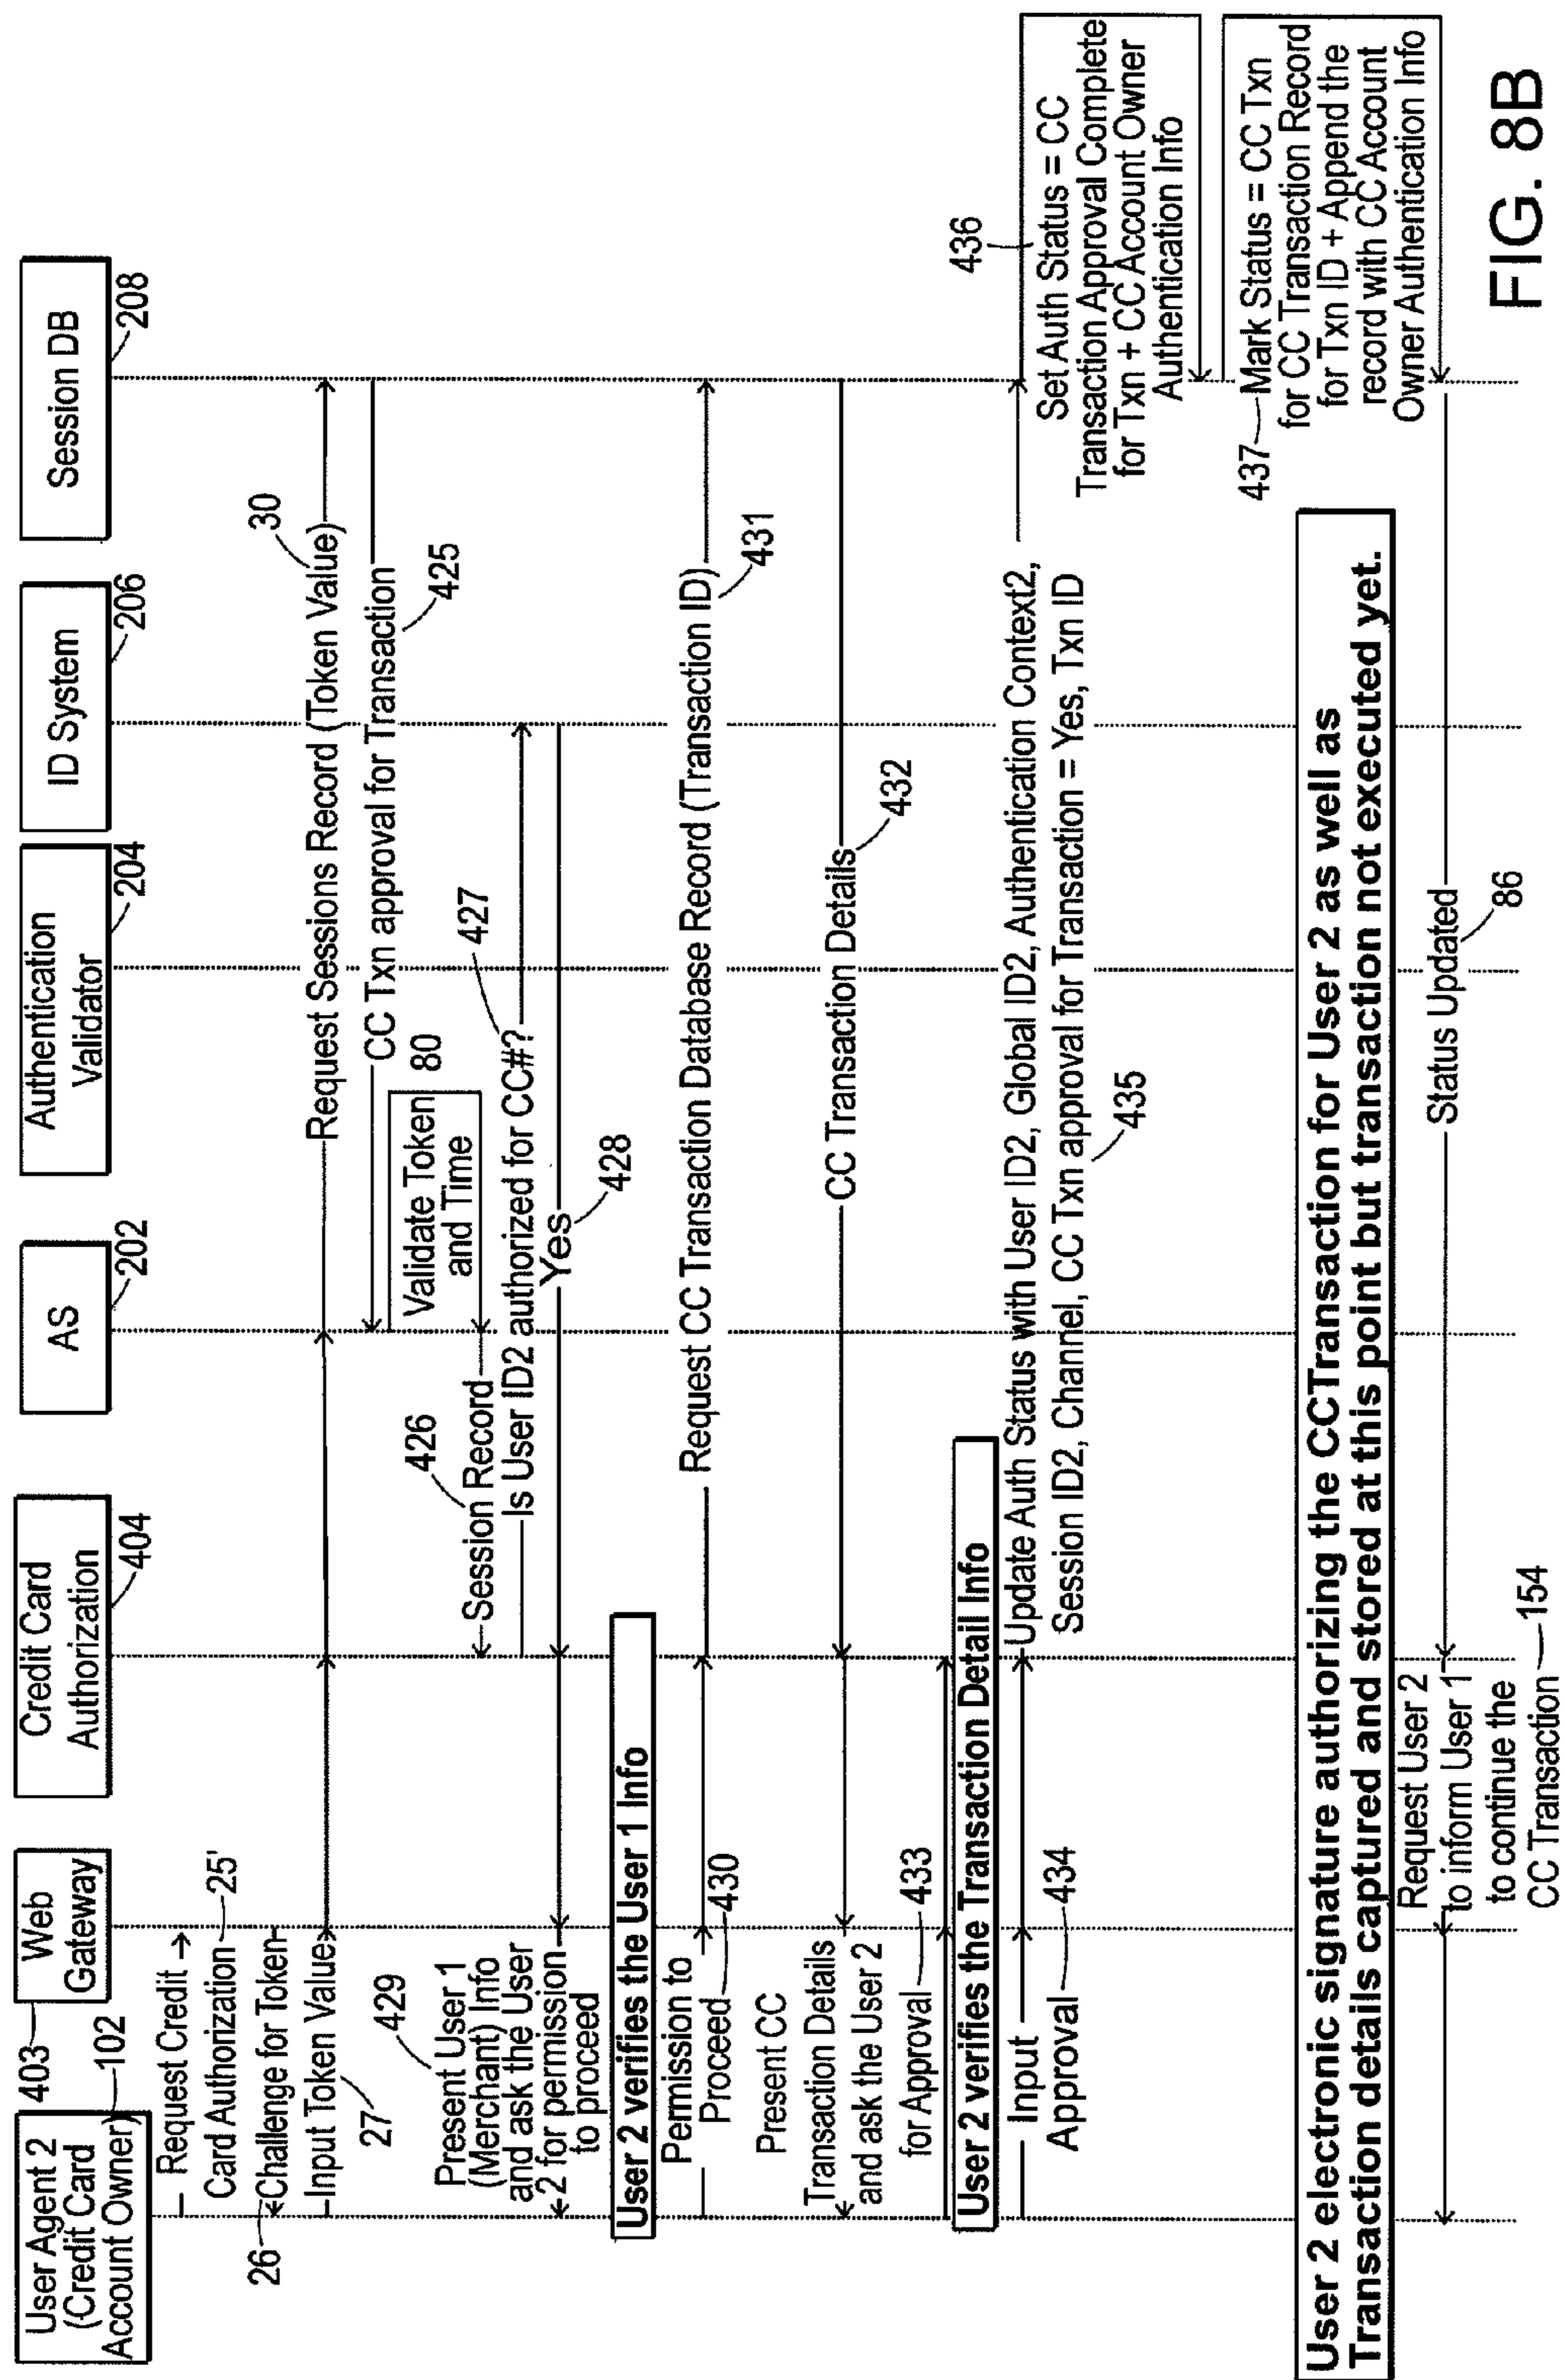 User Agent 2
(Credit Card
Account Owner)
102
403
Web
Gateway
Credit Card
Authorization
404
AS
202
Authentication
Validator
204
ID System
206
Session DB
208
Request Credit
Card Authorization
25'
26
Challenge for Token
Input Token Value
27
Request Sessions Record (Token Value)
30
CC Txn approval for Transaction
425
Validate Token
and Time
80
426
Session Record
Is User ID2 authorized for CC#?
427
Yes
428
429
Present User 1
(Merchant) Info
and ask the User
2 for permission
to proceed
User 2 verifies the User 1 Info
Permission to
Proceed
430
Request CC Transaction Database Record (Transaction ID)
431
CC Transaction Details
432
Present CC
Transaction Details
and ask the User 2
for Approval
433
User 2 verifies the Transaction Detail Info
Input
Approval
434
Update Auth Status with User ID2, Global ID2, Authentication Context2,
Session ID2, Channel, CC Txn approval for Transaction = Yes, Txn ID
435
436
Set Auth Status = CC
Transaction Approval Complete
for Txn + CC Account Owner
Authentication Info
437
Mark Status = CC Txn
for CC Transaction Record
for Txn ID + Append the
record with CC Account
Owner Authentication Info
User 2 electronic signature authorizing the CCTransaction for User 2 as well as
Transaction details captured and stored at this point but transaction not executed yet.
Status Updated
86
Request User 2
to inform User 1
to continue the
CC Transaction
154
FIG. 8B